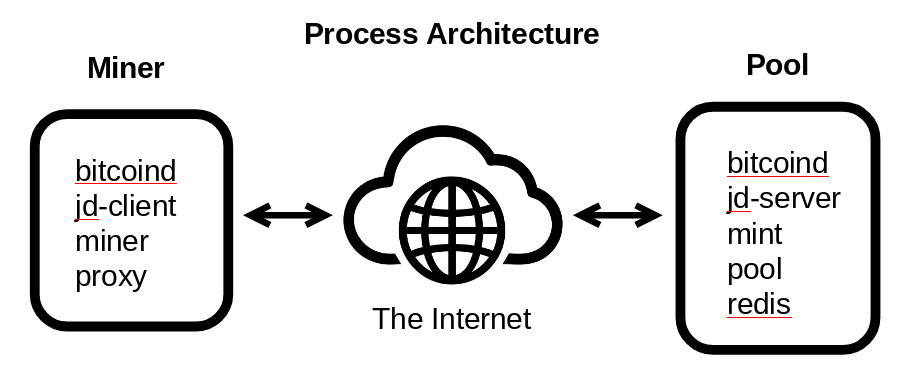 Process Architecture
Miner
bitcoind
jd-client
miner
proxy
The Internet
Pool
bitcoind
jd-server
mint
pool
redis